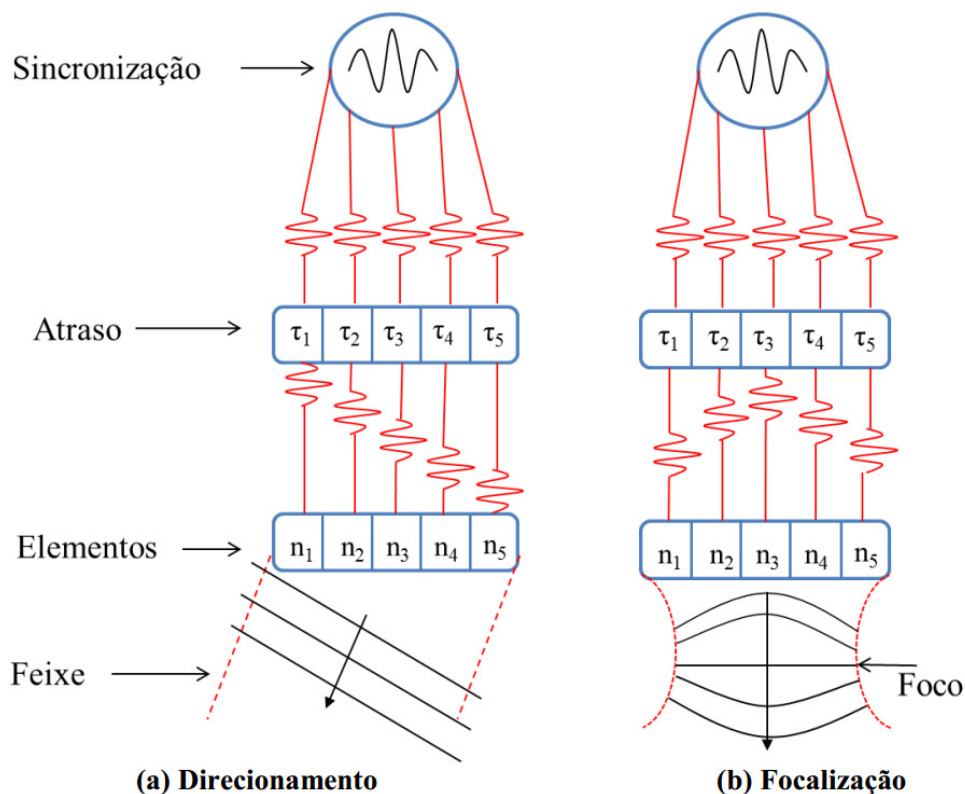 Sincronização
Atraso
τ1 τ2 τ3 τ4 τ5
τ1 τ2 τ3 τ4 τ5
Elementos
n1 n2 n3 n4 n5
n1 n2 n3 n4 n5
Feixe
Foco
(a) Direcionamento
(b) Focalização